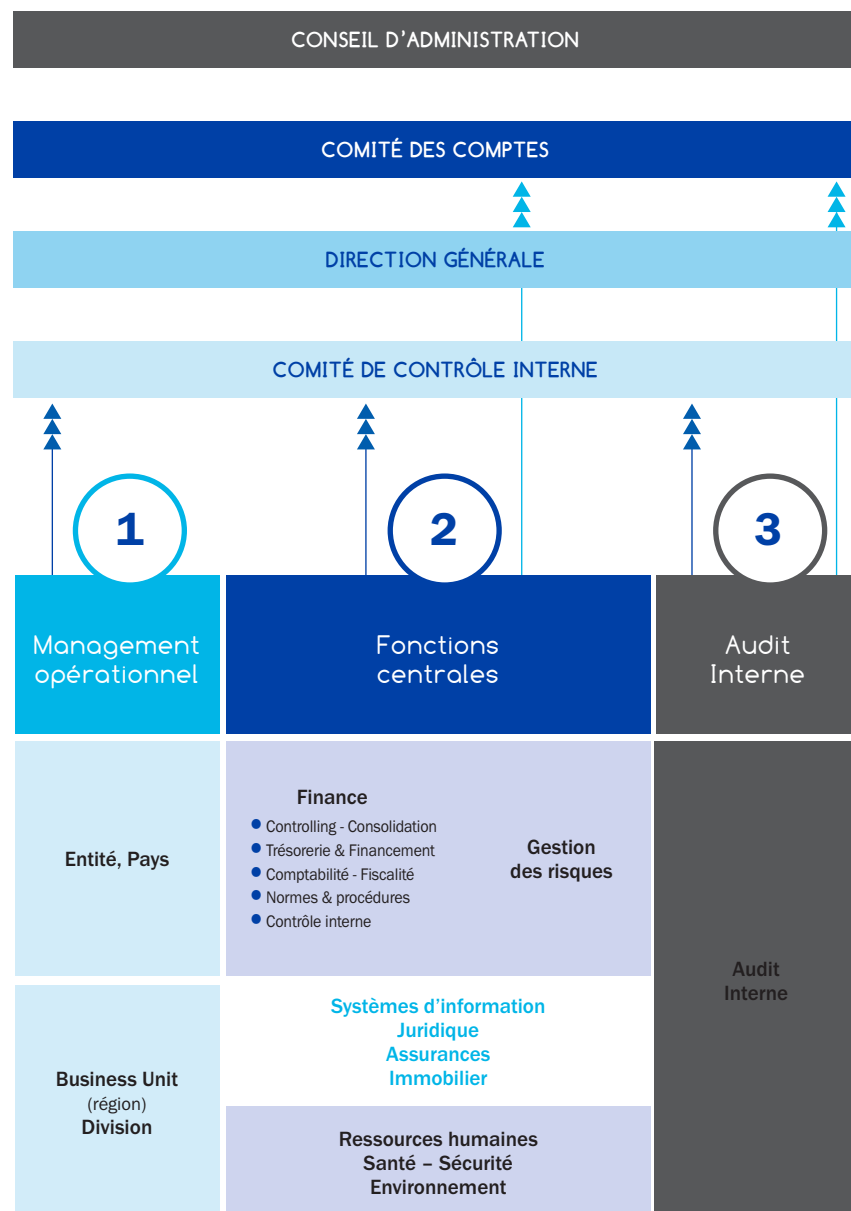 CONSEIL D'ADMINISTRATION
COMITÉ DES COMPTES
DIRECTION GÉNÉRALE
COMITÉ DE CONTRÔLE INTERNE
1
2
3
Management
opérationnel
Fonctions
centrales
Audit
Interne
Entité, Pays
Finance
Controlling - Consolidation
Trésorerie & Financement
Comptabilité - Fiscalité
Normes & procédures
Contrôle interne
Gestion
des risques
Audit
Interne
Systèmes d'information
Juridique
Assurances
Immobilier
Business Unit
(région)
Division
Ressources humaines
Santé – Sécurité
Environnement